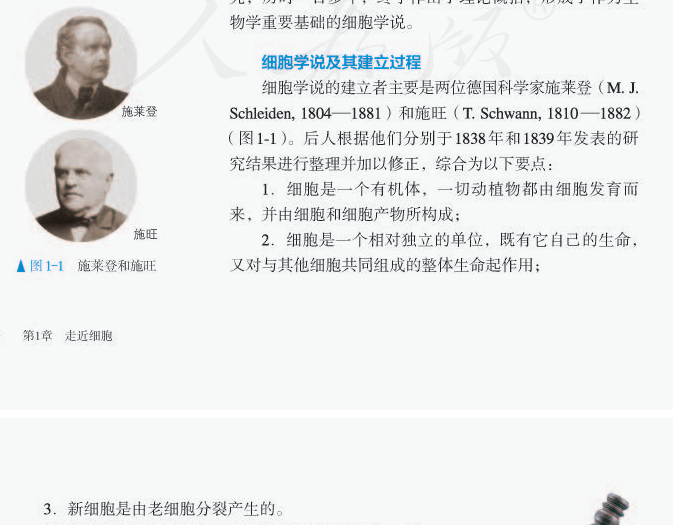 物学重要基础的细胞学说。
细胞学说及其建立过程
细胞学说的建立者主要是两位德国科学家施莱登（M. J.
Schleiden, 1804—1881）和施旺（T. Schwann, 1810—1882）
（图1-1）。后人根据他们分别于1838年和1839年发表的研
究结果进行整理并加以修正，综合为以下要点：
1．细胞是一个有机体，一切动植物都由细胞发育而
来，并由细胞和细胞产物所构成；
2．细胞是一个相对独立的单位，既有它自己的生命，
又对与其他细胞共同组成的整体生命起作用；
施莱登
施旺
▲图1-1 施莱登和施旺
第1章 走近细胞
3．新细胞是由老细胞分裂产生的。